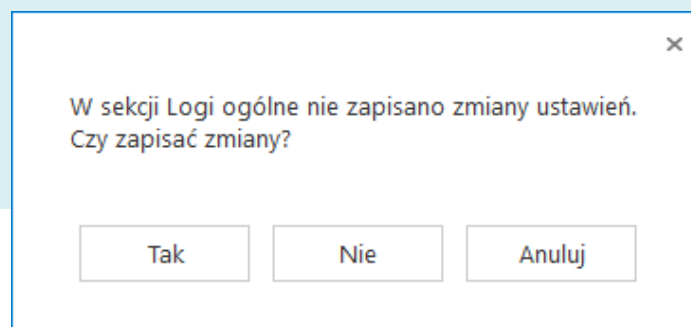 W sekcji Logi ogólne nie zapisano zmiany ustawień.
Czy zapisać zmiany?
Tak Nie Anuluj